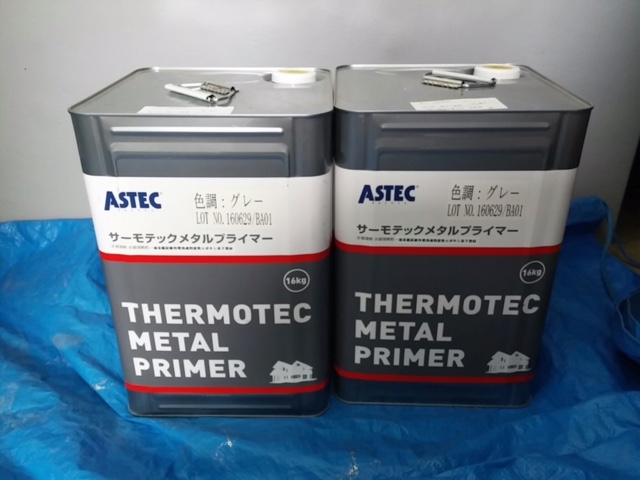 ASTEC
色調：グレー
LOT NO.160629/BA01
サーモテックメタルプライマー
16kg
THERMOTEC
METAL
PRIMER
ASTEC
色調：グレー
LOT NO.160629/BA01
サーモテックメタルプライマー
16kg
THERMOTEC
METAL
PRIMER